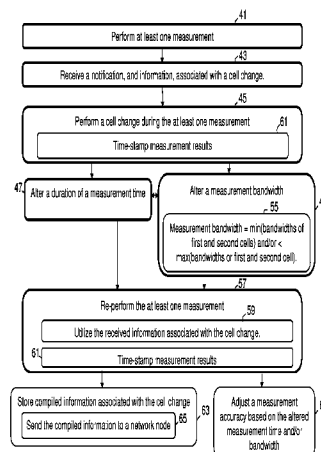 41
Perform at least one measurement
43
Receive a notification, and information, associated with a cell change.
45
Perform a cell change during the at least one measurement
61
Time-stamp measurement results
47
Alter a duration of a measurement time
Alter a measurement bandwidth
4
55
Measurement bandwidth = min(bandwidths of
first and second cells) and/or <
max(bandwidths or first and second cell).
57
Re-perform the at least one measurement
59
Utilize the received information associated with the cell change.
61
Time-stamp measurement results
Store compiled information associated with the cell change
Send the compiled information to a network node
65
63
Adjust a measurement
accuracy based on the altered
measurement time and/or
bandwidth